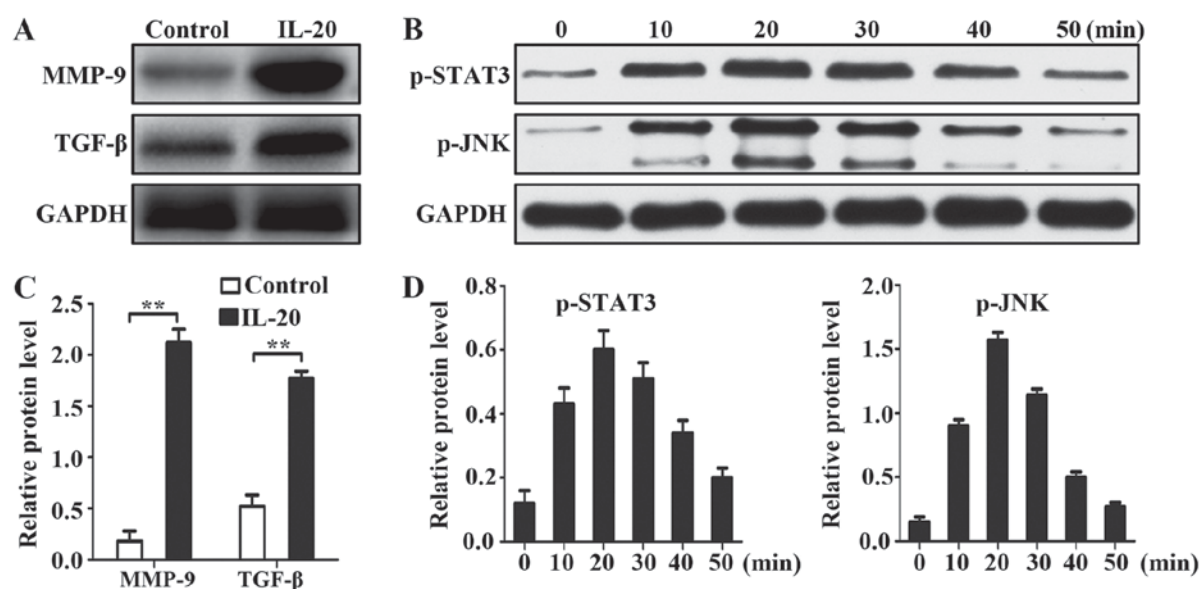 A
Control IL-20
MMP-9
TGF-β
GAPDH
B
0 10 20 30 40 50 (min)
p-STAT3
p-JNK
GAPDH
C
Control
IL-20
Relative protein level
2.5
2.0
1.5
1.0
0.5
0.0
** **
MMP-9 TGF-β
D
p-STAT3
Relative protein level
0.8
0.6
0.4
0.2
0.0
0 10 20 30 40 50 (min)
p-JNK
Relative protein level
2.0
1.5
1.0
0.5
0.0
0 10 20 30 40 50 (min)